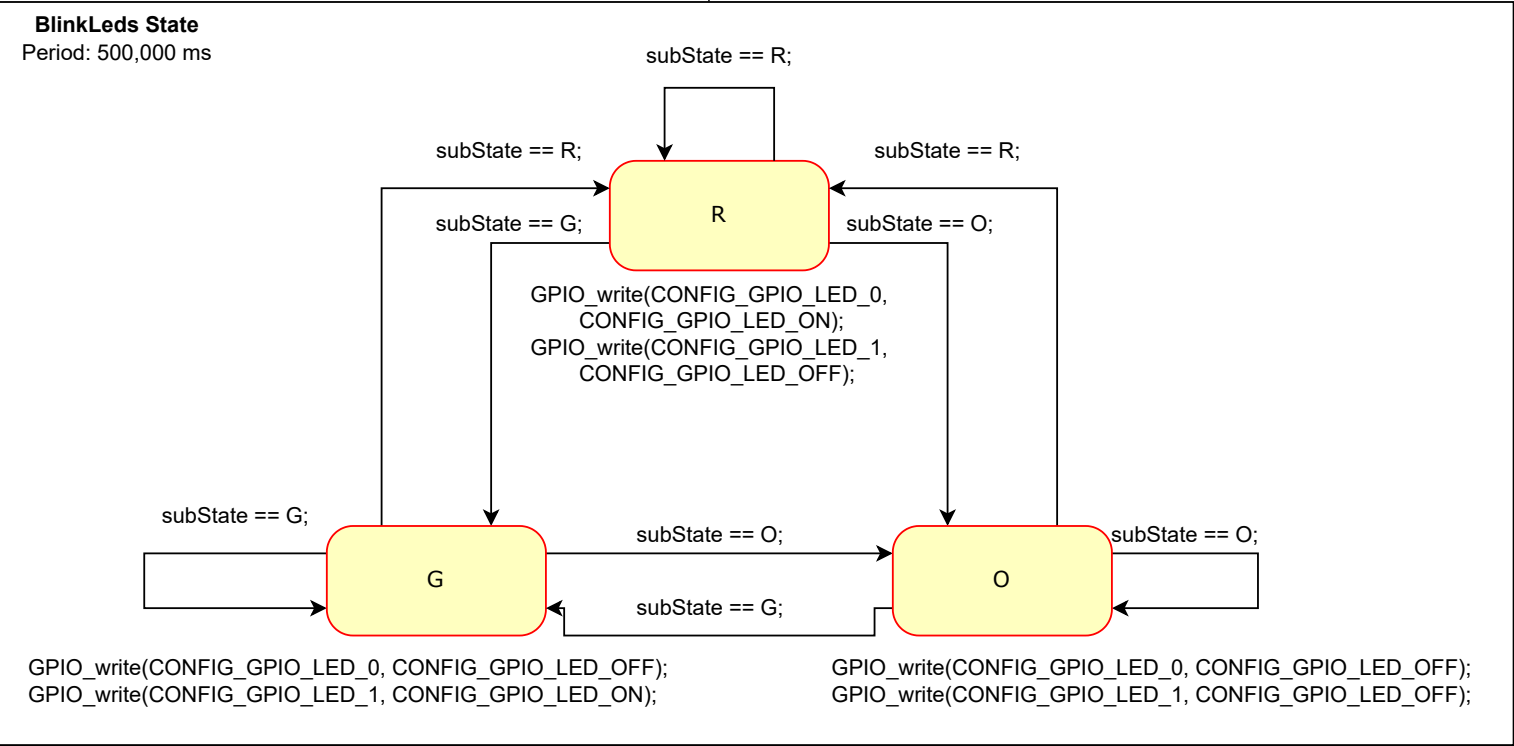 BlinkLeds State
Period: 500,000 ms
subState == R;
subState == R;
subState == R;
R
subState == G;
subState == O;
GPIO_write(CONFIG_GPIO_LED_0,
CONFIG_GPIO_LED_ON);
GPIO_write(CONFIG_GPIO_LED_1,
CONFIG_GPIO_LED_OFF);
subState == G;
subState == O;
subState == O;
G
O
subState == G;
GPIO_write(CONFIG_GPIO_LED_0, CONFIG_GPIO_LED_OFF);
GPIO_write(CONFIG_GPIO_LED_1, CONFIG_GPIO_LED_ON);
GPIO_write(CONFIG_GPIO_LED_0, CONFIG_GPIO_LED_OFF);
GPIO_write(CONFIG_GPIO_LED_1, CONFIG_GPIO_LED_OFF);